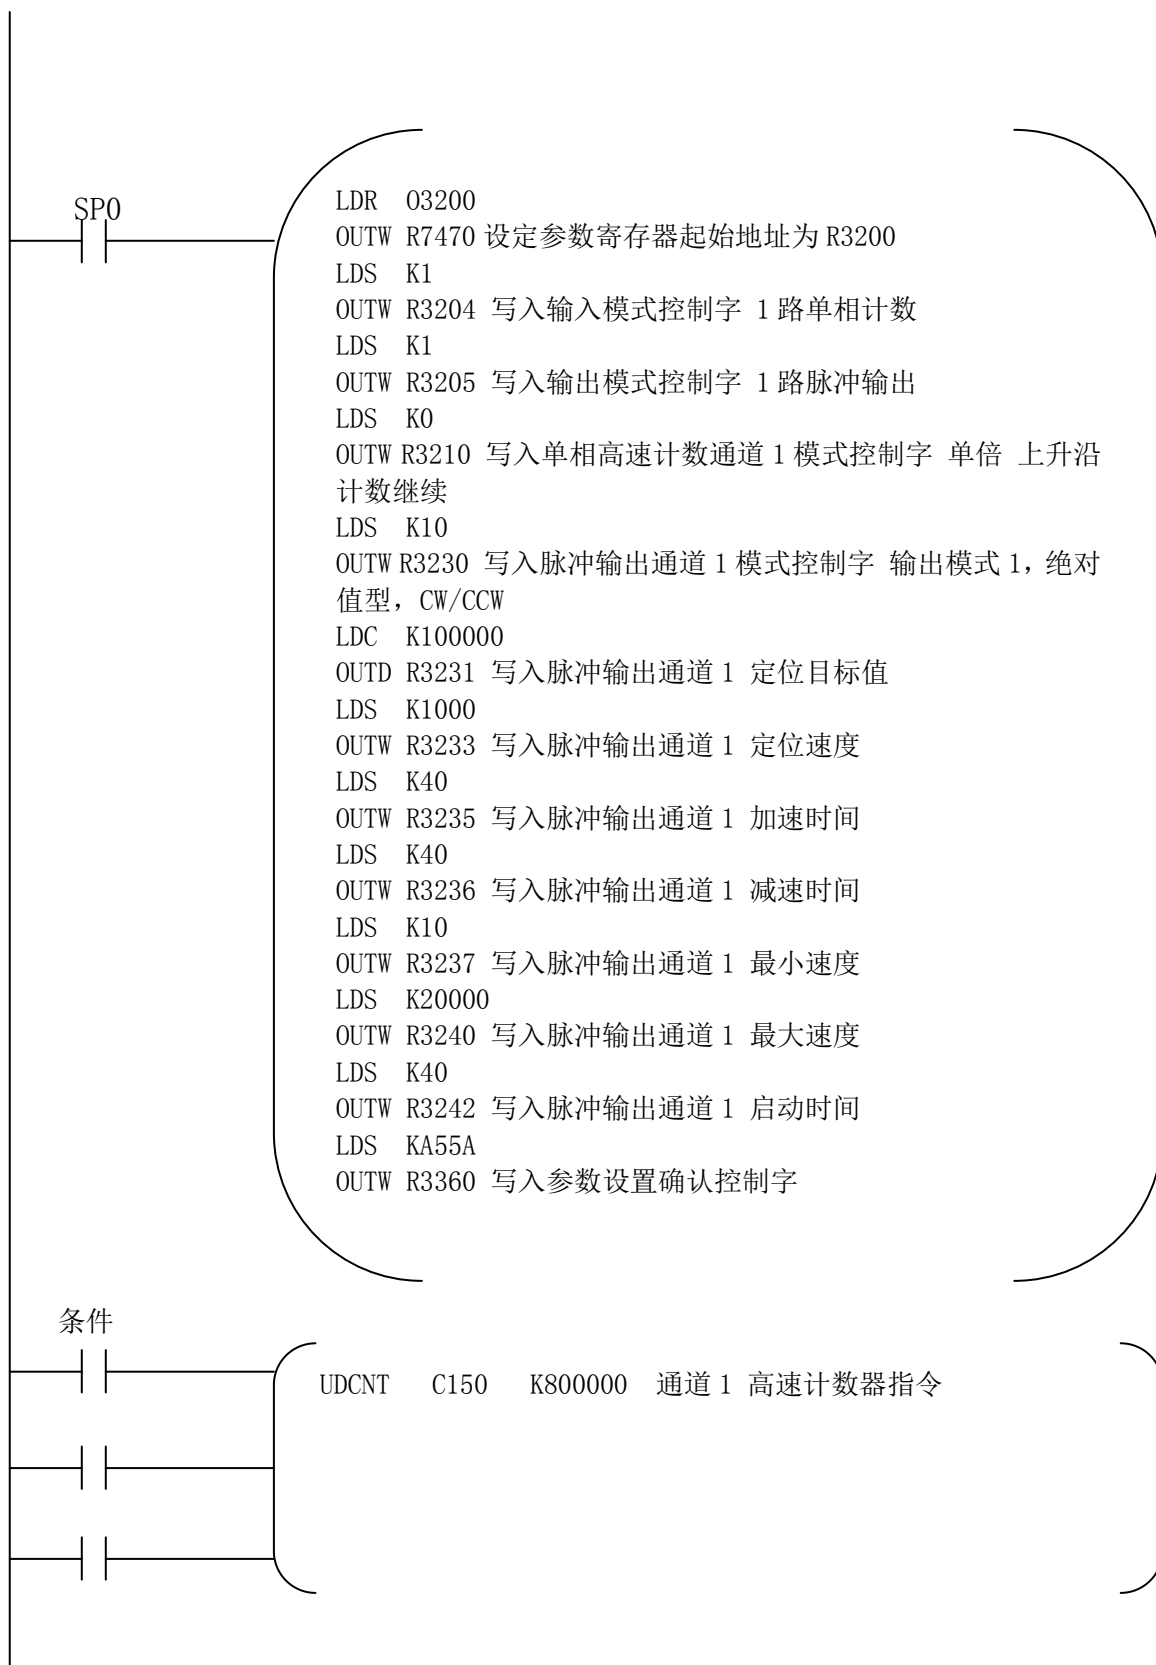 SP0
LDR O3200
OUTW R7470 设定参数寄存器起始地址为 R3200
LDS K1
OUTW R3204 写入输入模式控制字 1 路单相计数
LDS K1
OUTW R3205 写入输出模式控制字 1 路脉冲输出
LDS K0
OUTW R3210 写入单相高速计数通道 1 模式控制字 单倍 上升沿
计数继续
LDS K10
OUTW R3230 写入脉冲输出通道 1 模式控制字 输出模式 1，绝对
值型，CW/CCW
LDC K100000
OUTD R3231 写入脉冲输出通道 1 定位目标值
LDS K1000
OUTW R3233 写入脉冲输出通道 1 定位速度
LDS K40
OUTW R3235 写入脉冲输出通道 1 加速时间
LDS K40
OUTW R3236 写入脉冲输出通道 1 减速时间
LDS K10
OUTW R3237 写入脉冲输出通道 1 最小速度
LDS K20000
OUTW R3240 写入脉冲输出通道 1 最大速度
LDS K40
OUTW R3242 写入脉冲输出通道 1 启动时间
LDS KA55A
OUTW R3360 写入参数设置确认控制字
条件
UDCNT C150 K800000 通道 1 高速计数器指令